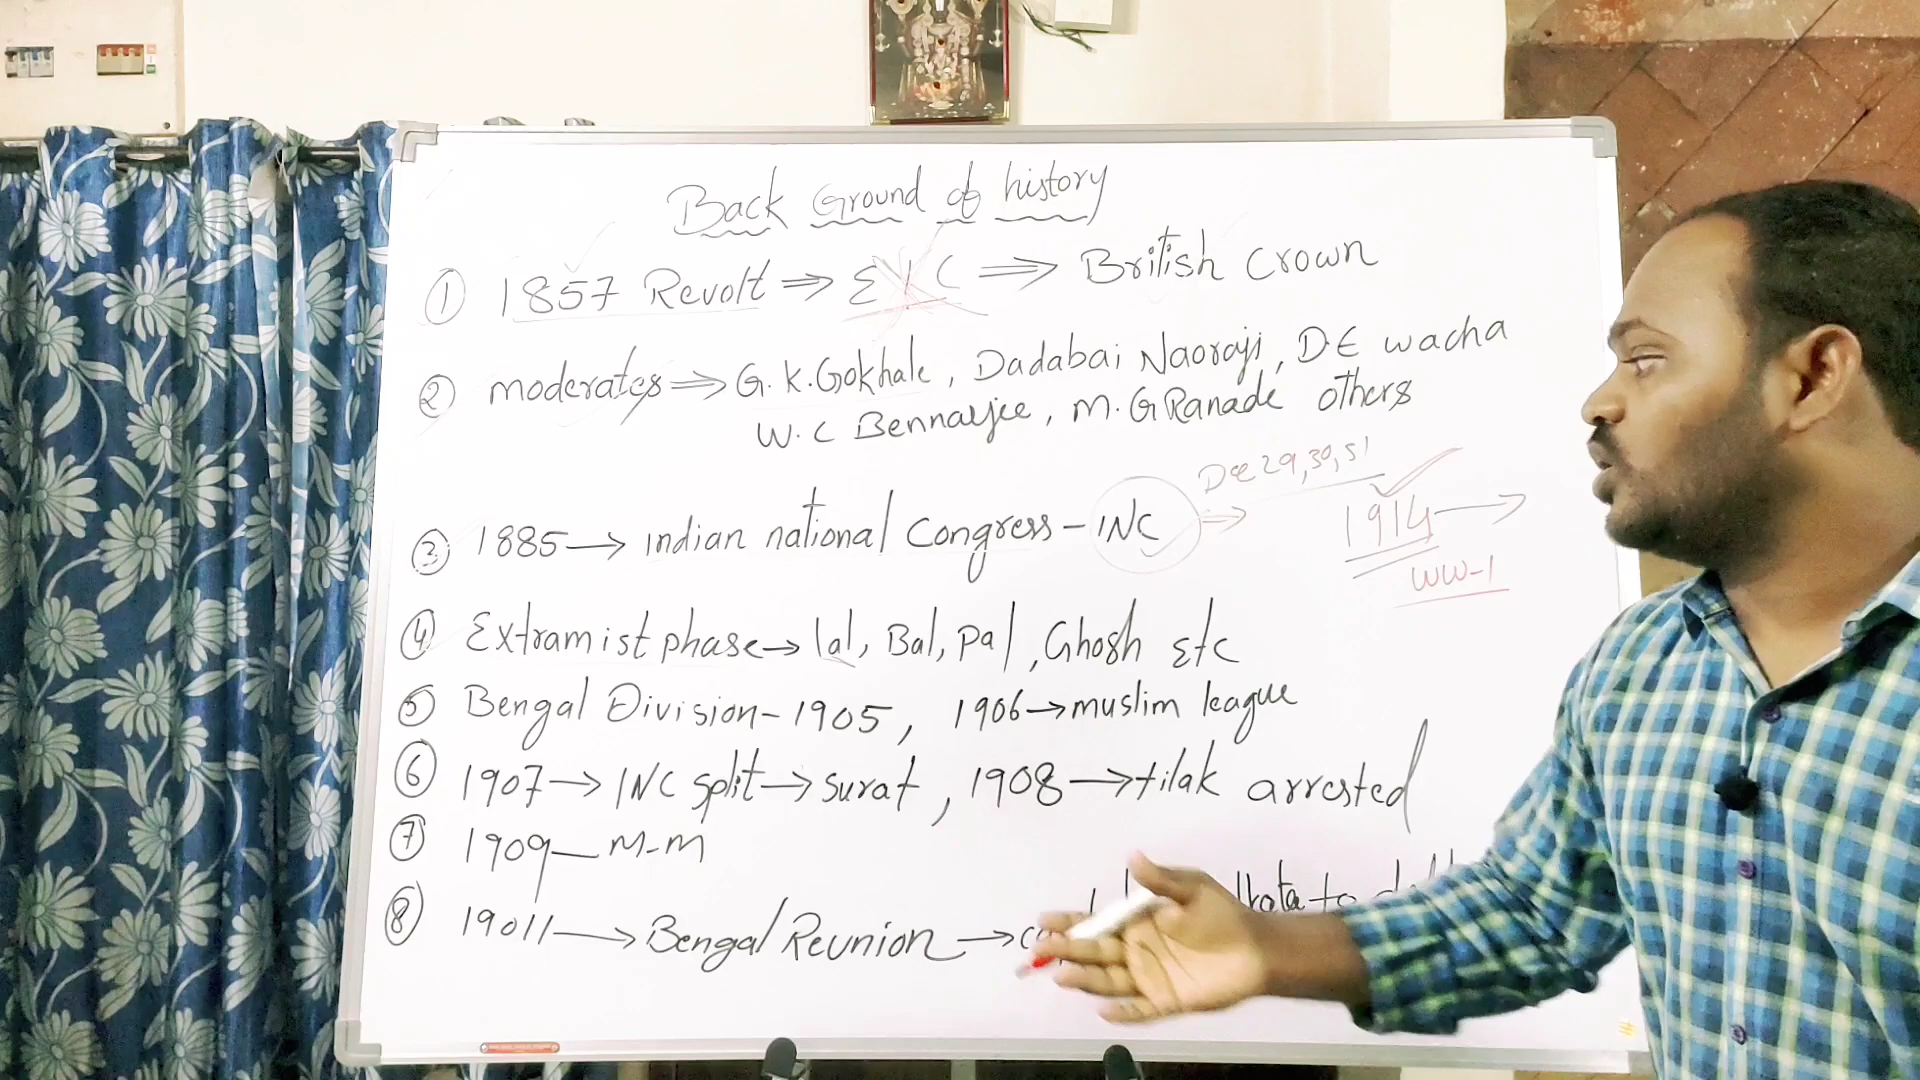 Back Ground of history
① 1857 Revolt ⇒ EIC ⇒ British Crown
② moderates ⇒ G. K. Gokhale, Dadabai Naoraji, D.E wacha
W. C Bennarjee, M. G Ranade others
③ 1885 → Indian national Congress - INC ⇒
Dec 29, 30, 31
1914 →
WW-1
④ Extramist phase → lal, Bal, pal, Ghosh Etc
⑤ Bengal Division - 1905, 1906 → muslim league
⑥ 1907 → INC split → surat, 1908 → tilak arrested
⑦ 1909 — M-M
⑧ 19011 → Bengal Reunion → to